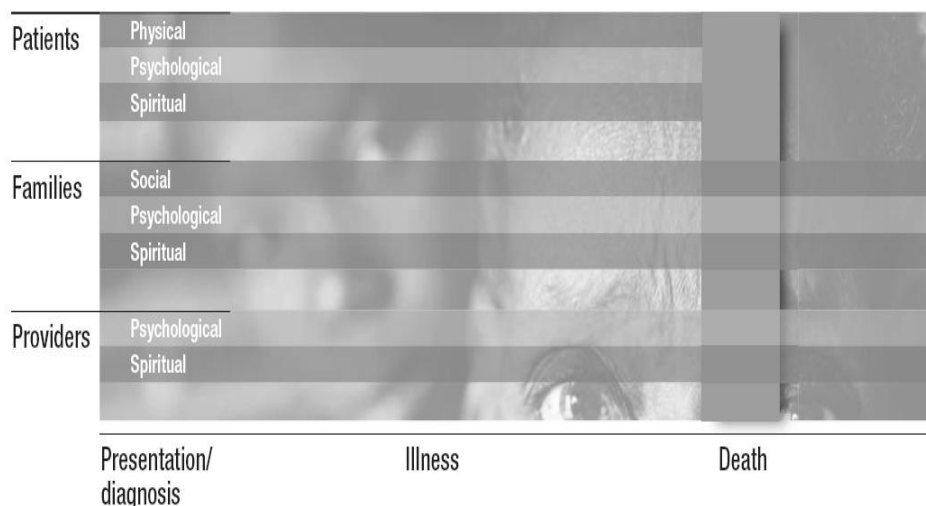 Patients
Physical
Psychological
Spiritual
Families
Social
Psychological
Spiritual
Providers
Psychological
Spiritual
Presentation/
diagnosis
Illness
Death